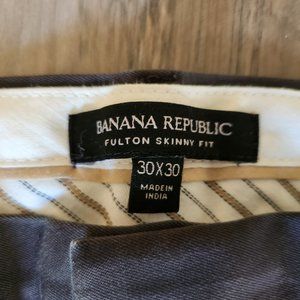 BANANA REPUBLIC
FULTON SKINNY FIT
30X30
MADE IN
INDIA